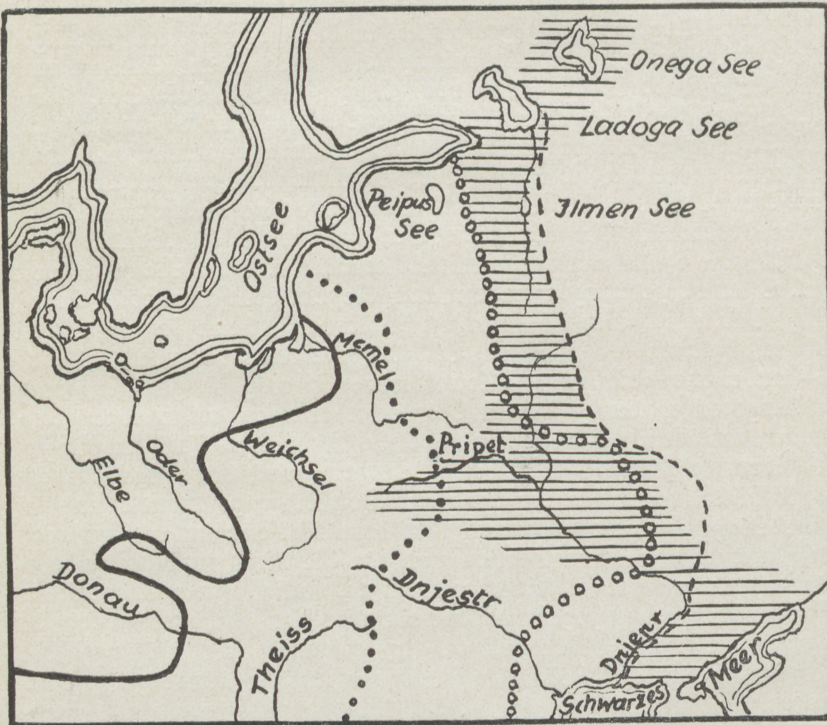 Onega See
Ladoga See
Peipus
See
Ilmen See
Ostsee
Memel
Pripet
Weichsel
Oder
Elbe
Donau
Dnjestr
Theiss
Dnjepr
Schwarzes
Meer